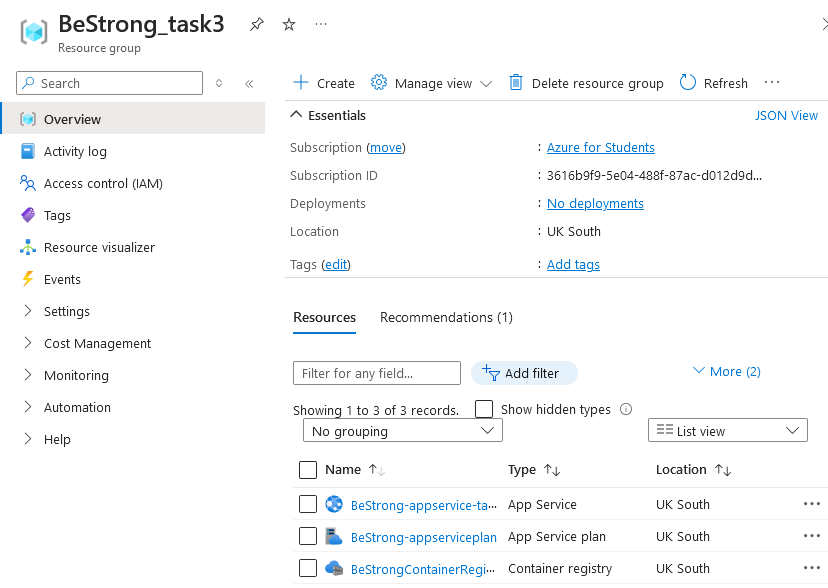 BeStrong_task3
Resource group
Search
Overview
Activity log
Access control (IAM)
Tags
Resource visualizer
Events
Settings
Cost Management
Monitoring
Automation
Help
Create Manage view Delete resource group Refresh
Essentials JSON View
Subscription (move) : Azure for Students
Subscription ID : 3616b9f9-5e04-488f-87ac-d012d9d...
Deployments : No deployments
Location : UK South
Tags (edit) : Add tags
Resources Recommendations (1)
Filter for any field... Add filter More (2)
Showing 1 to 3 of 3 records. Show hidden types
No grouping List view
Name Type Location
BeStrong-appservice-ta... App Service UK South
BeStrong-appserviceplan App Service plan UK South
BeStrongContainerRegi... Container registry UK South